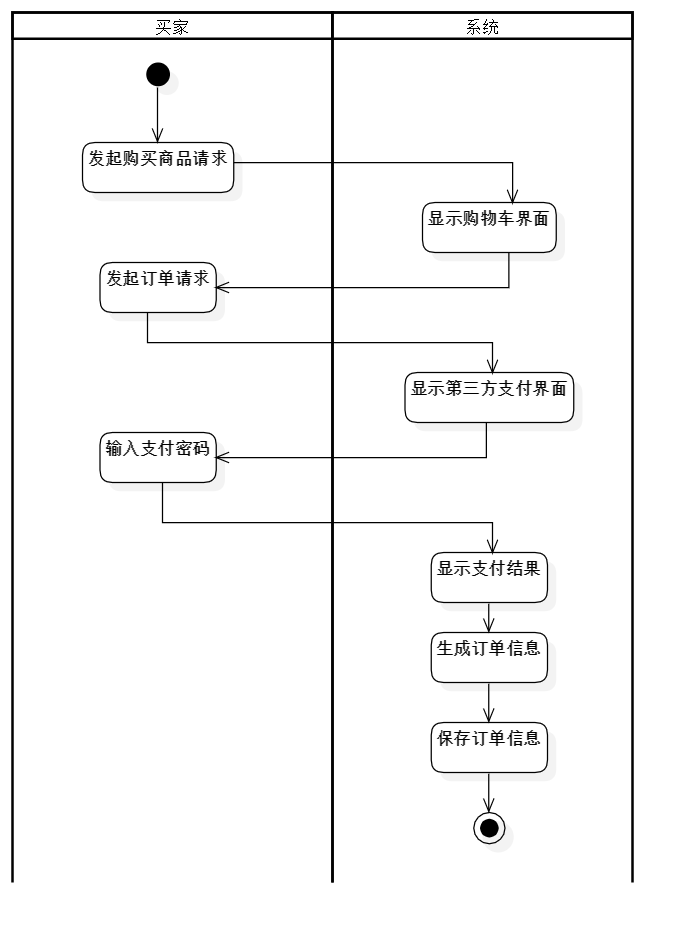 买家
系统
发起购买商品请求
显示购物车界面
发起订单请求
显示第三方支付界面
输入支付密码
显示支付结果
生成订单信息
保存订单信息